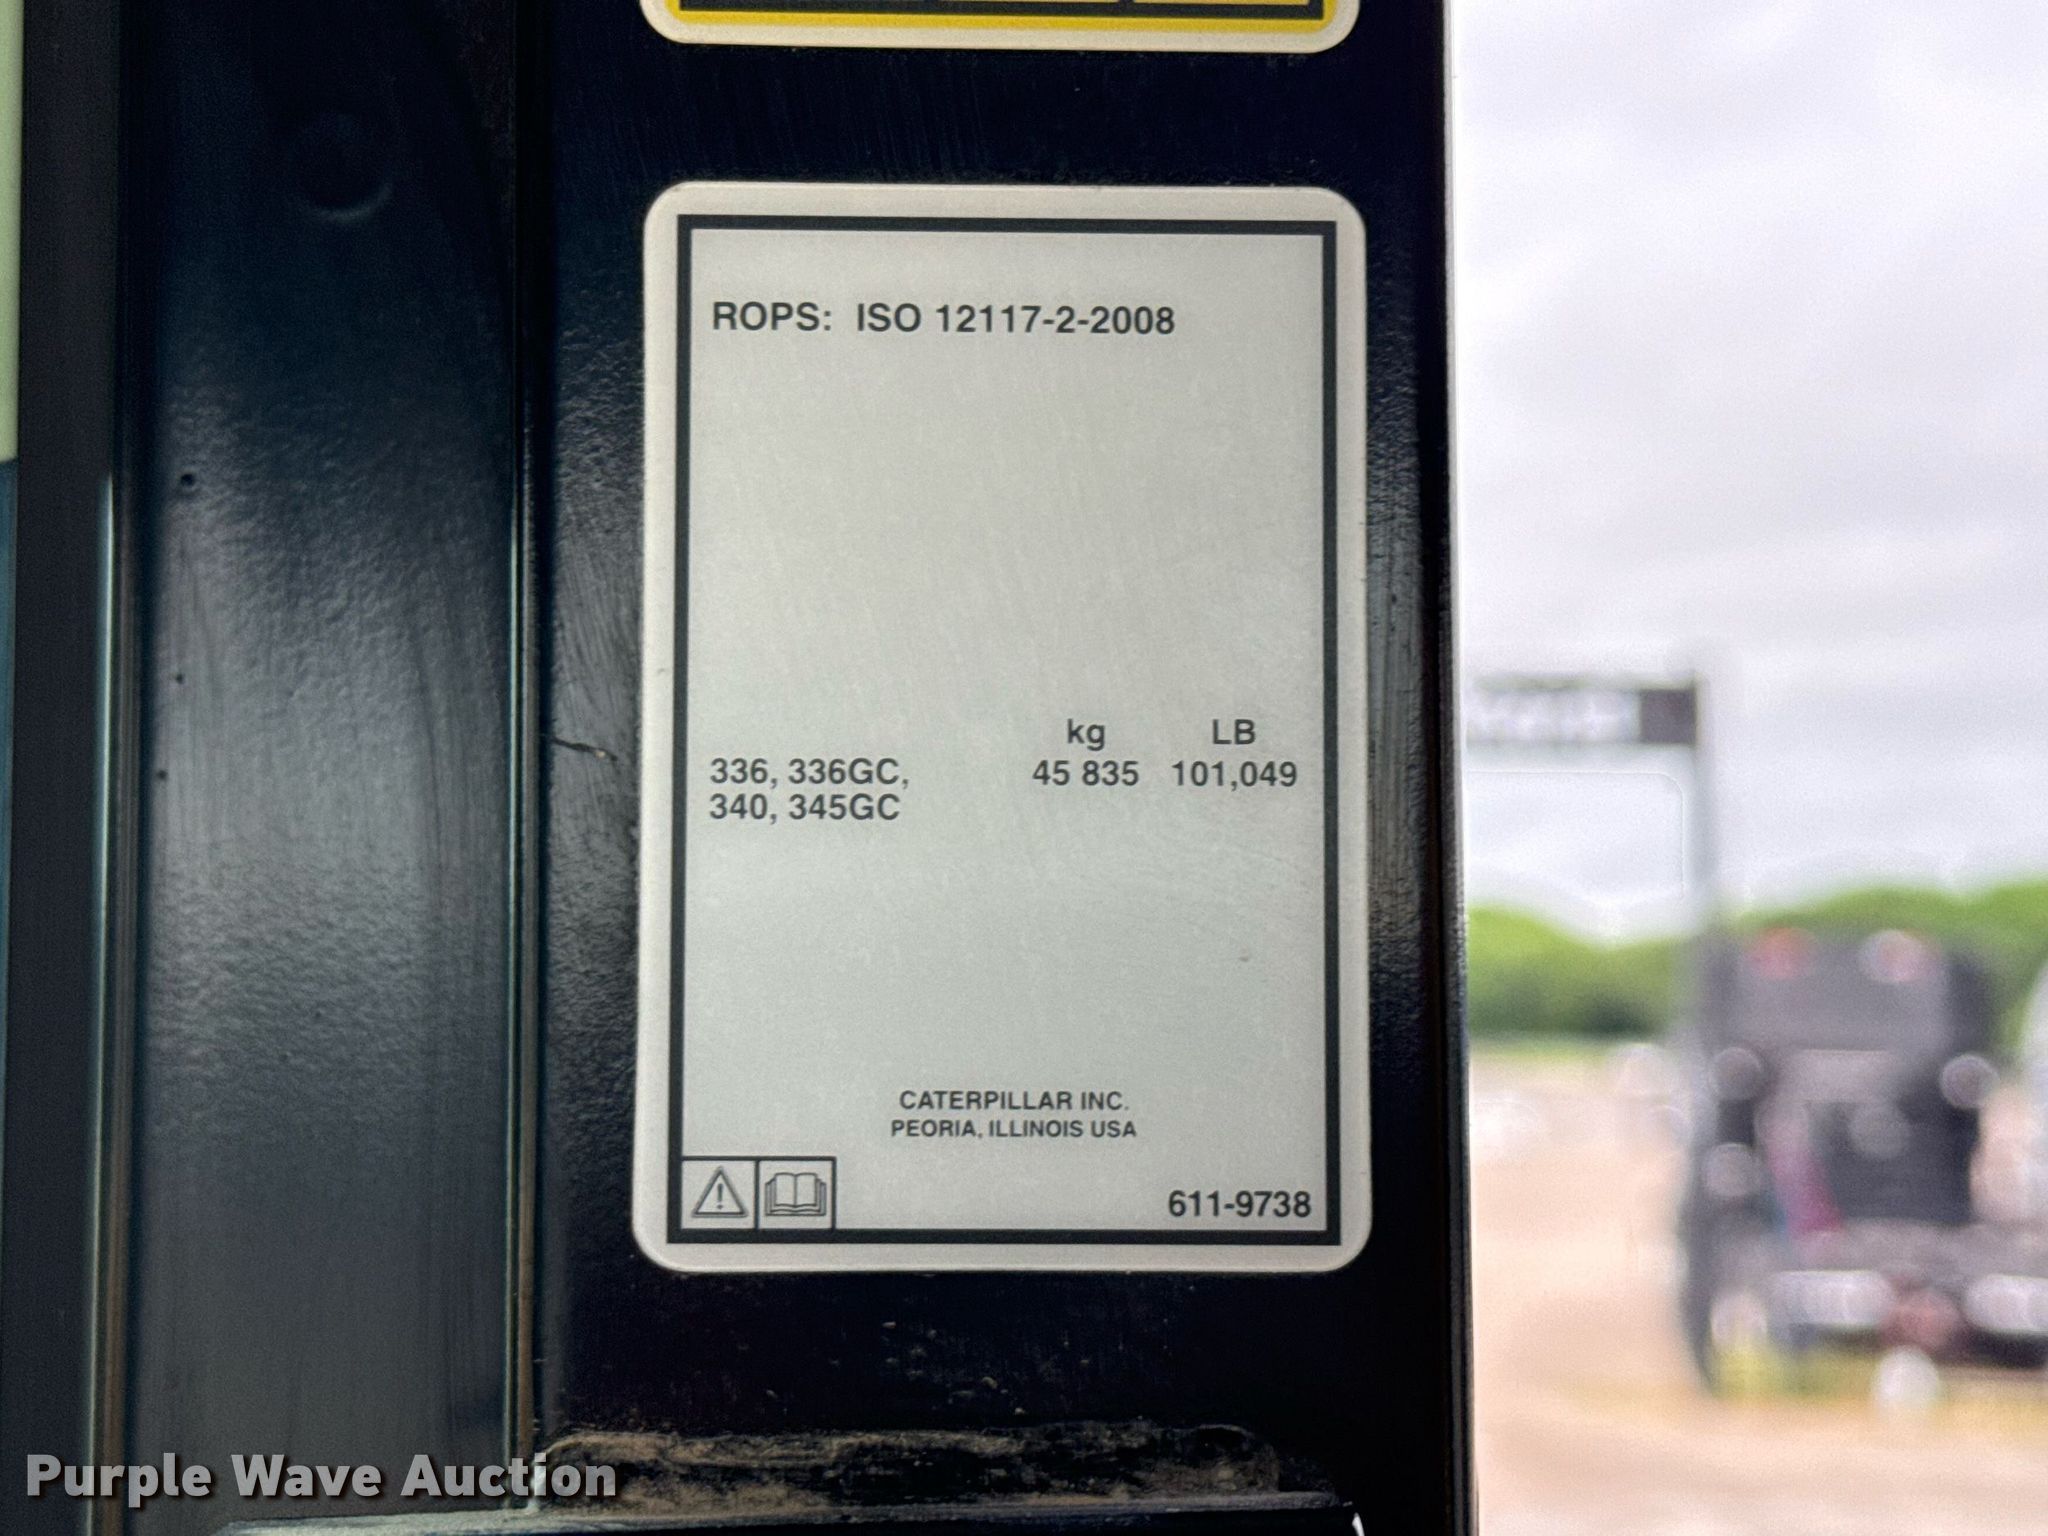 ROPS: ISO 12117-2-2008
kg LB
336, 336GC, 45 835 101,049
340, 345GC
CATERPILLAR INC.
PEORIA, ILLINOIS USA
611-9738
Purple Wave Auction